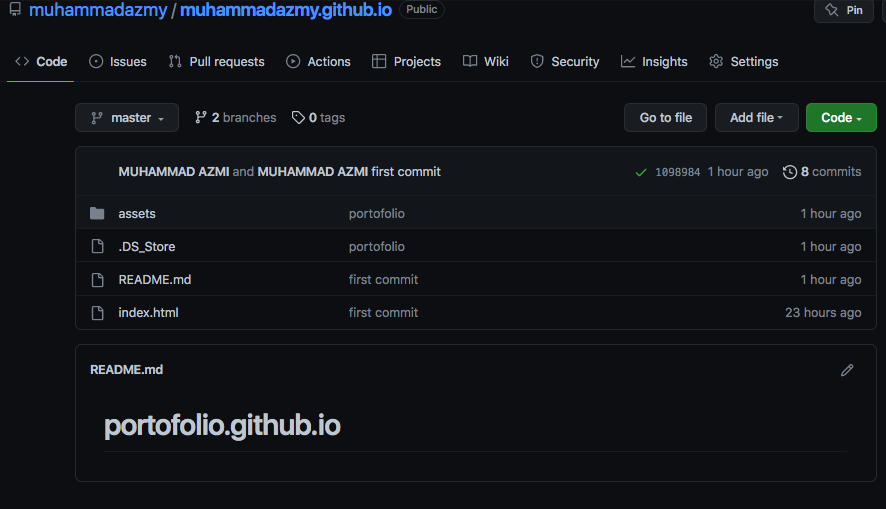 muhammadazmy / muhammadazmy.github.io Public Pin
Code Issues Pull requests Actions Projects Wiki Security Insights Settings
master 2 branches 0 tags Go to file Add file Code
MUHAMMAD AZMI and MUHAMMAD AZMI first commit 1098984 1 hour ago 8 commits
assets portofolio 1 hour ago
.DS_Store portofolio 1 hour ago
README.md first commit 1 hour ago
index.html first commit 23 hours ago
README.md
portofolio.github.io